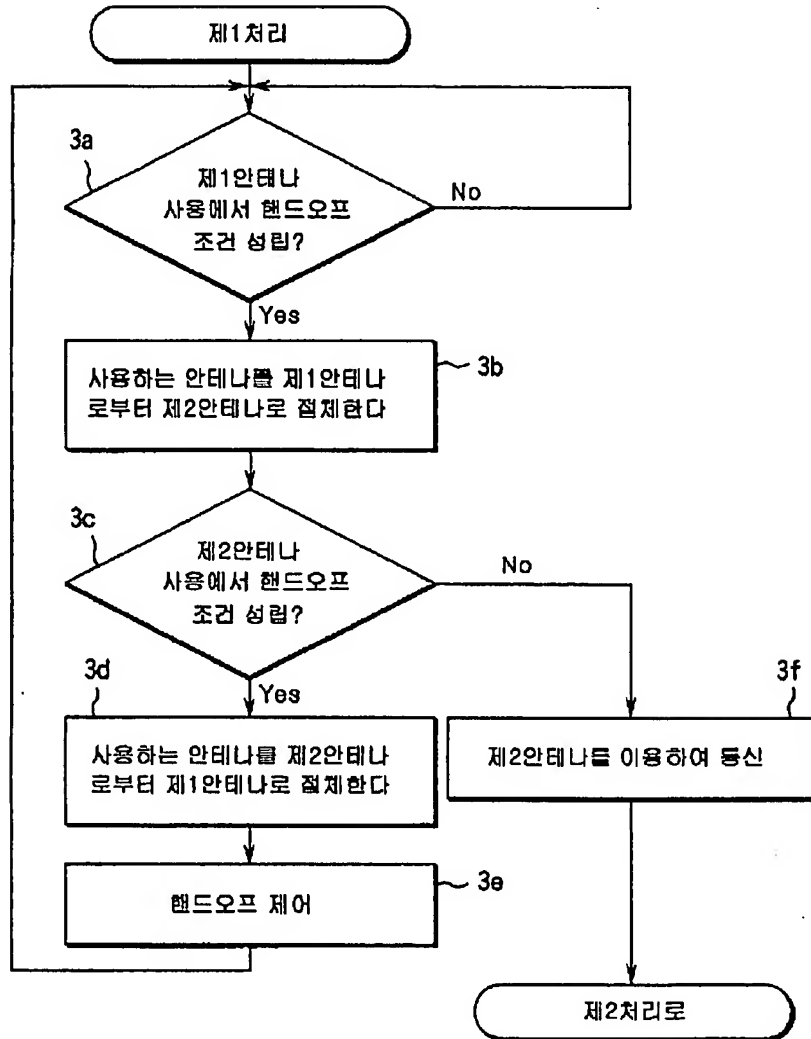 제1처리
3a
제1안테나
사용에서 핸드오프
조건 성립?
No
Yes
사용하는 안테나를 제1안테나
로부터 제2안테나로 절체한다
3b
3c
제2안테나
사용에서 핸드오프
조건 성립?
No
Yes
3d
사용하는 안테나를 제2안테나
로부터 제1안테나로 절체한다
3f
제2안테나를 이용하여 통신
핸드오프 제어
3e
제2처리로